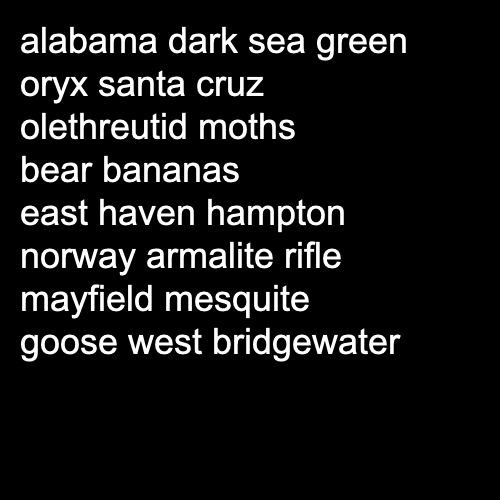 alabama dark sea green
oryx santa cruz
olethreutid moths
bear bananas
east haven hampton
norway armalite rifle
mayfield mesquite
goose west bridgewater